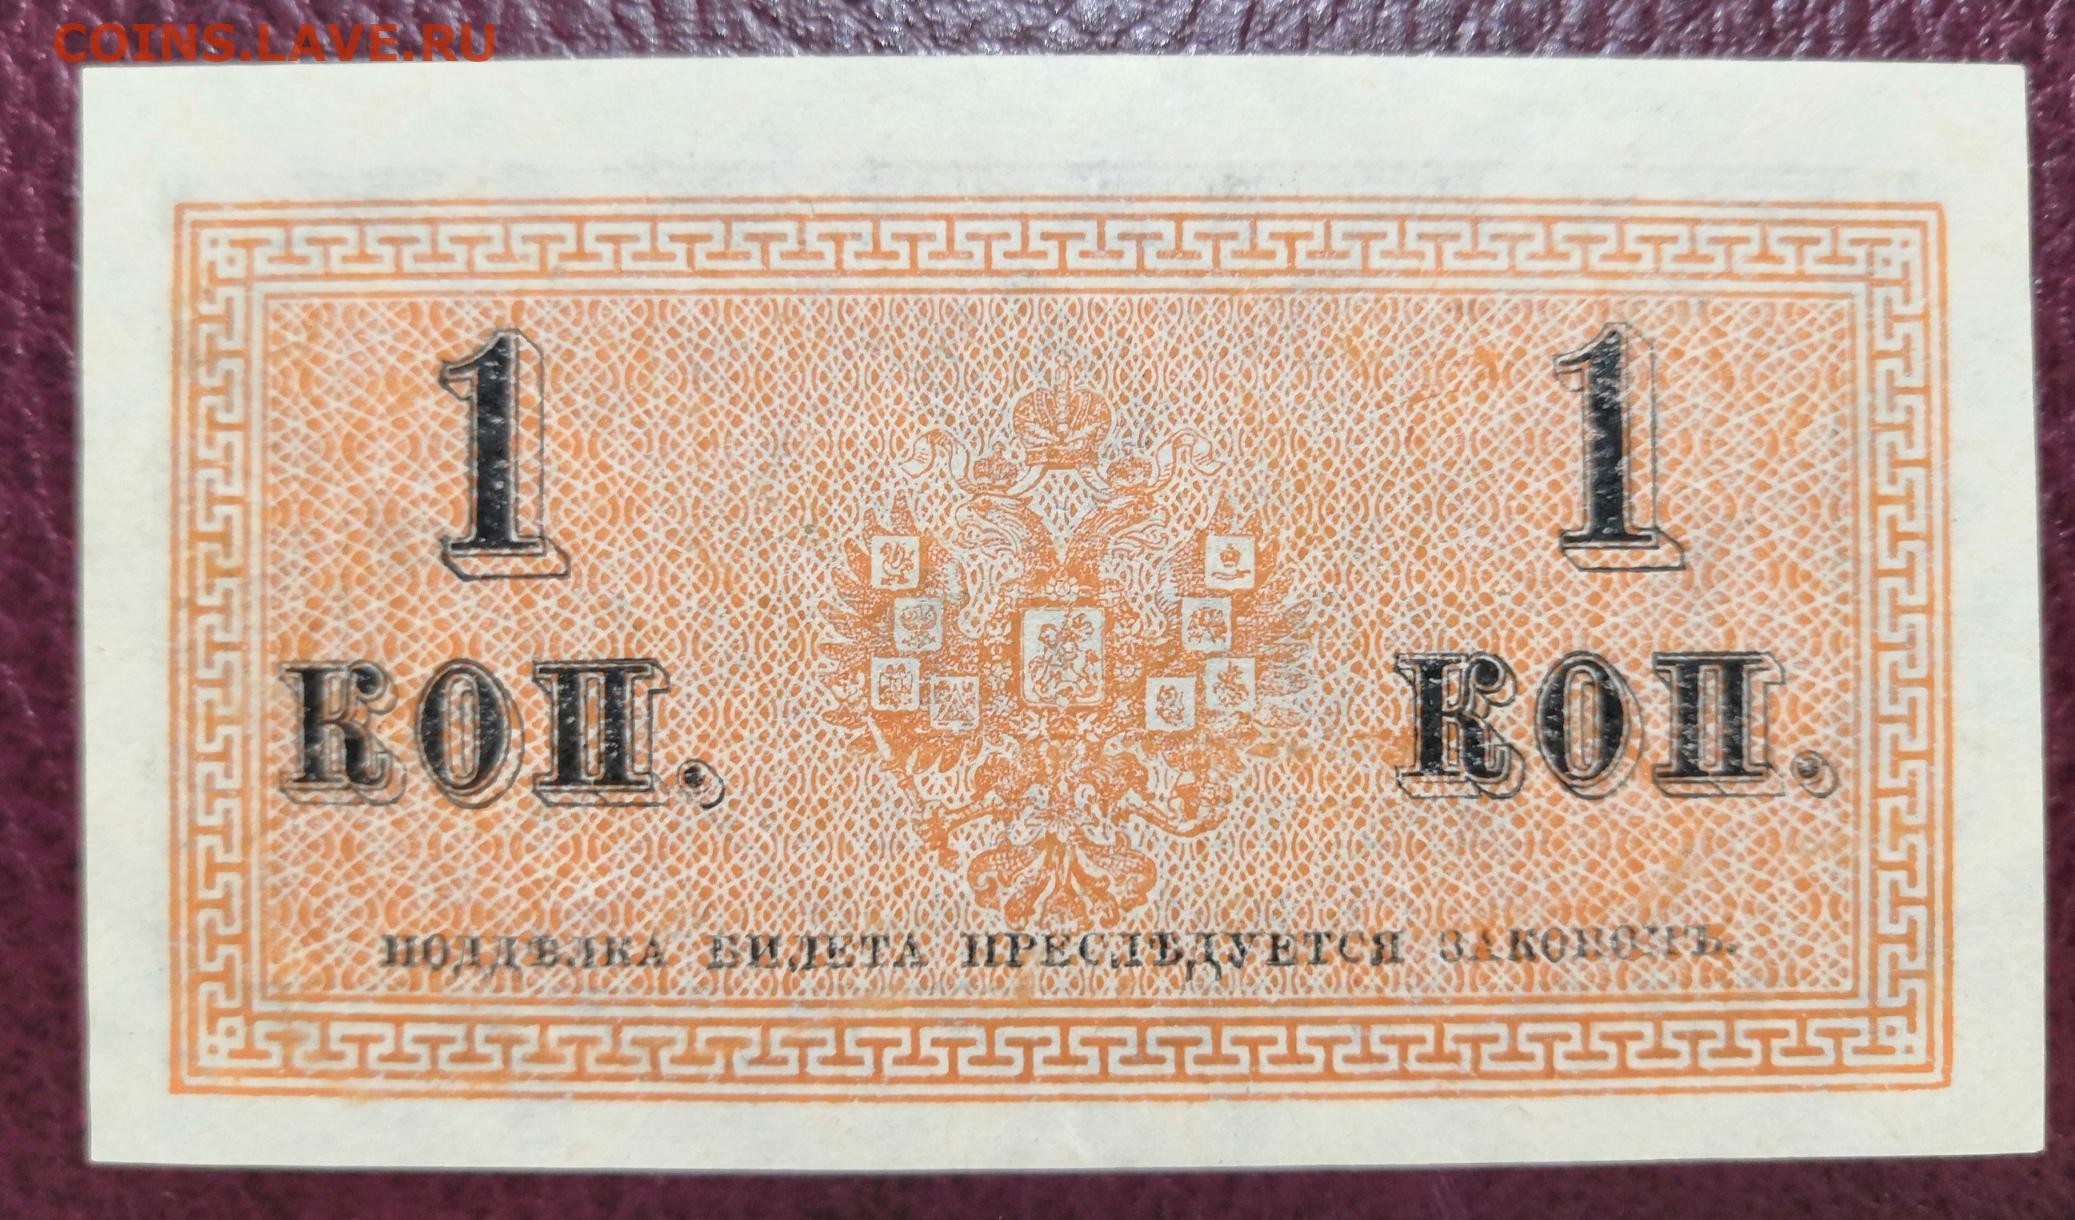 COINS.LAVE.RU
1 1
КОП. КОП.
ПОДДѢЛКА БИЛЕТА ПРЕСЛѢДУЕТСЯ ЗАКОНОМЪ.